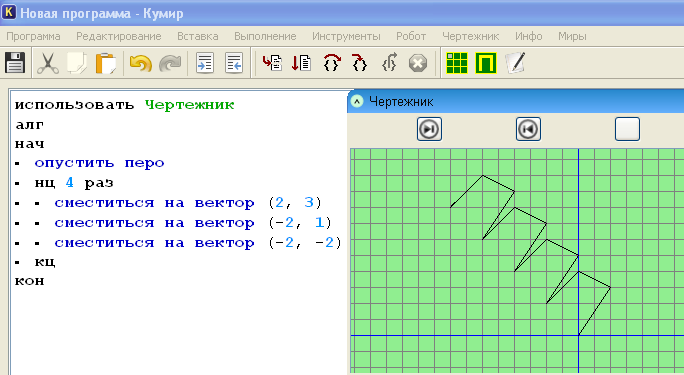 Новая программа - Кумир
Программа Редактирование Вставка Выполнение Инструменты Робот Чертежник Инфо Миры
использовать Чертежник
алг
нач
опустить перо
нц 4 раз
сместиться на вектор (2, 3)
сместиться на вектор (-2, 1)
сместиться на вектор (-2, -2)
кц
кон
Чертежник